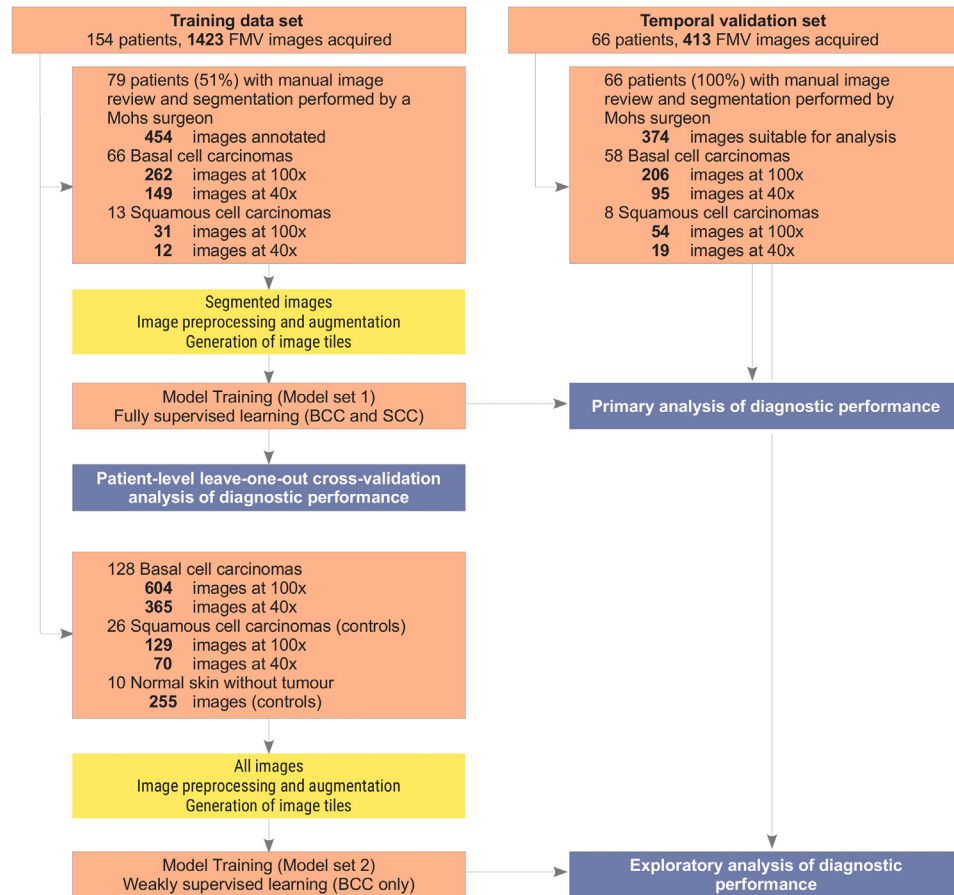 Training data set
154 patients, 1423 FMV images acquired
79 patients (51%) with manual image
review and segmentation performed by a
Mohs surgeon
454 images annotated
66 Basal cell carcinomas
262 images at 100x
149 images at 40x
13 Squamous cell carcinomas
31 images at 100x
12 images at 40x
Segmented images
Image preprocessing and augmentation
Generation of image tiles
Model Training (Model set 1)
Fully supervised learning (BCC and SCC)
Patient-level leave-one-out cross-validation
analysis of diagnostic performance
128 Basal cell carcinomas
604 images at 100x
365 images at 40x
26 Squamous cell carcinomas (controls)
129 images at 100x
70 images at 40x
10 Normal skin without tumour
255 images (controls)
All images
Image preprocessing and augmentation
Generation of image tiles
Model Training (Model set 2)
Weakly supervised learning (BCC only)
Temporal validation set
66 patients, 413 FMV images acquired
66 patients (100%) with manual image
review and segmentation performed by
Mohs surgeon
374 images suitable for analysis
58 Basal cell carcinomas
206 images at 100x
95 images at 40x
8 Squamous cell carcinomas
54 images at 100x
19 images at 40x
Primary analysis of diagnostic performance
Exploratory analysis of diagnostic
performance